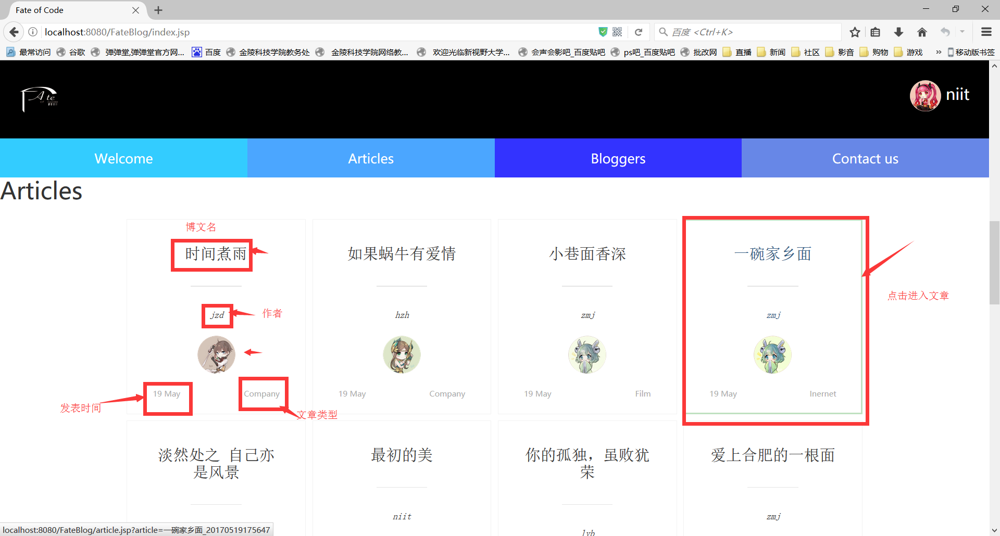 Fate of Code
localhost:8080/FateBlog/index.jsp
百度 <Ctrl+K>
最常访问 谷歌 弹弹堂,弹弹堂官方网... 百度 金陵科技学院教务处 金陵科技学院网络教... 欢迎光临新视野大学... 会声会影吧_百度贴吧 ps吧_百度贴吧 批改网 直播 新闻 社区 影音 购物 游戏 » 移动版书签
Ate
of code
niit
Welcome Articles Bloggers Contact us
Articles
博文名
时间煮雨 如果蜗牛有爱情 小巷面香深 一碗家乡面
点击进入文章
jzd 作者 hzh zmj zmj
19 May Company 19 May Company 19 May Film 19 May Inernet
发表时间
文章类型
淡然处之 自己亦 最初的美 你的孤独，虽败犹 爱上合肥的一根面
是风景 荣
niit zmj
lyb
localhost:8080/FateBlog/article.jsp?article=一碗家乡面_20170519175647